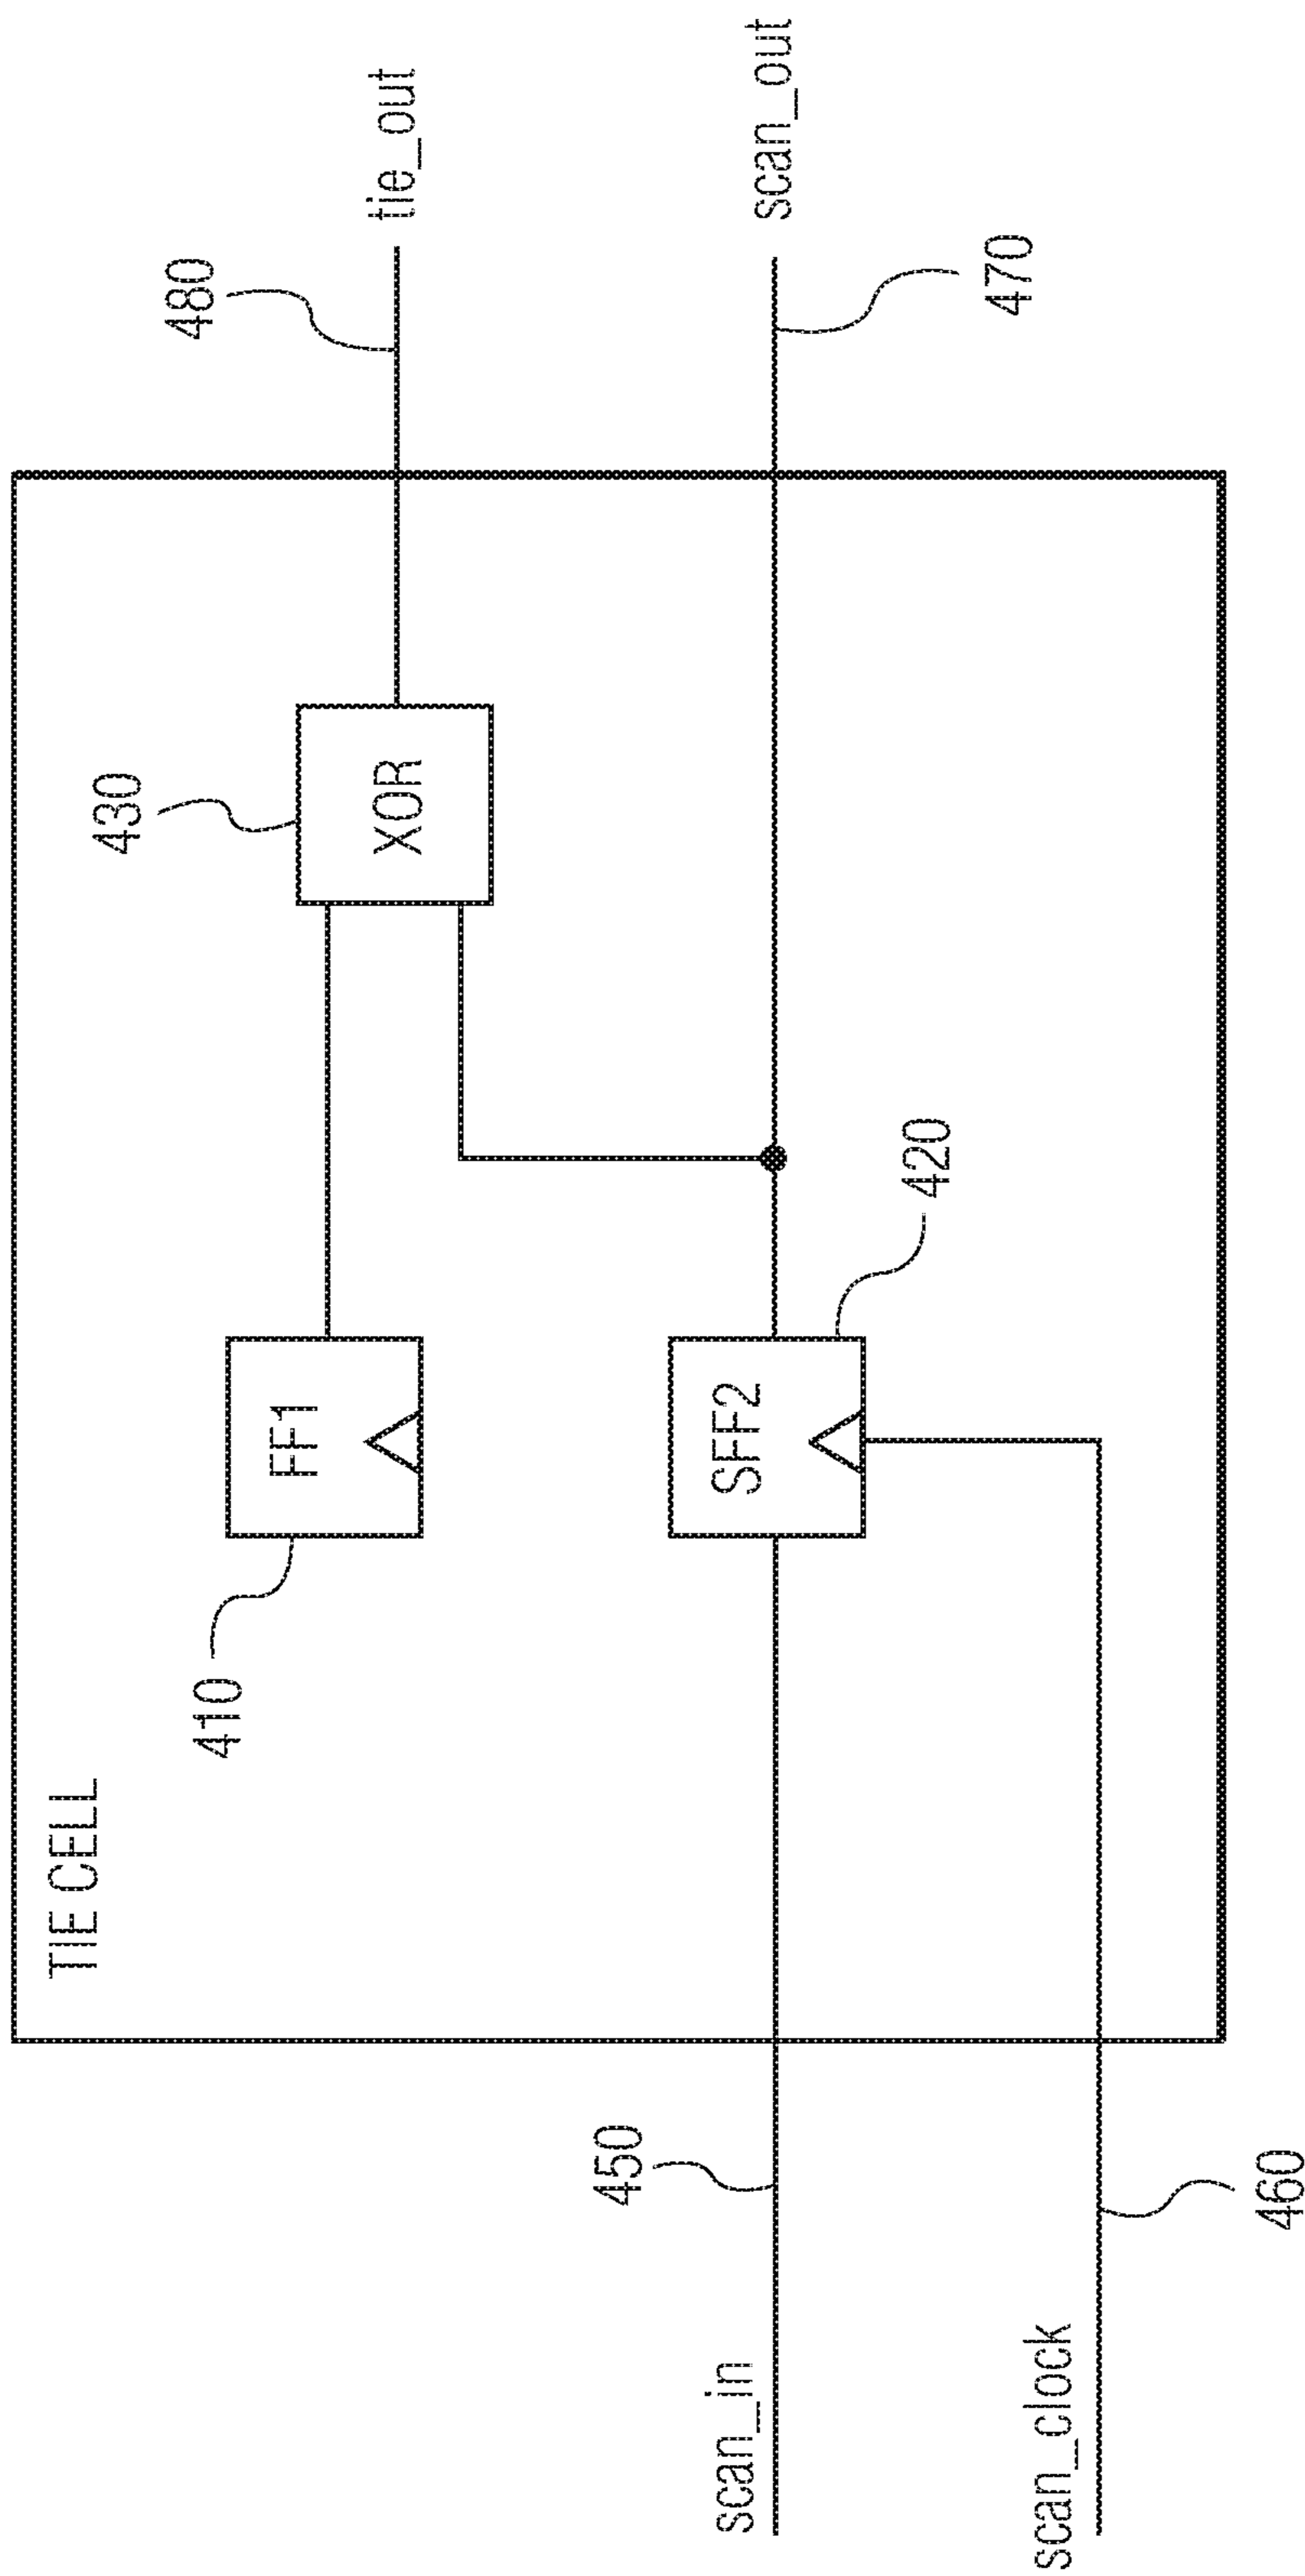 TIE CELL
430
XOR
480
tie_out
410
FF1
SFF2
420
scan_out
470
450
scan_in
scan_clock
460